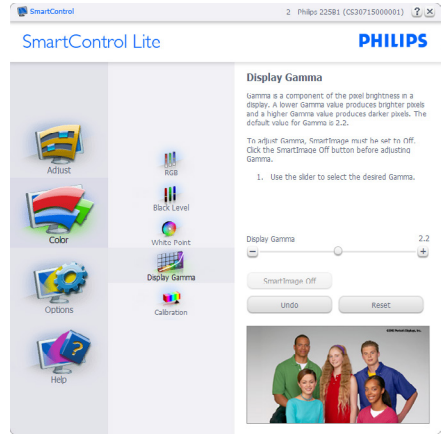 SmartControl
2 Philips 225B1 (CS30715000001) ? ×
SmartControl Lite
PHILIPS
Display Gamma
Gamma is a component of the pixel brightness in a
display. A lower Gamma value produces brighter pixels
and a higher Gamma value produces darker pixels. The
default value for Gamma is 2.2.
To adjust Gamma, SmartImage must be set to Off.
Click the SmartImage Off button before adjusting
Gamma.
1. Use the slider to select the desired Gamma.
Adjust
RGB
Black Level
Color
White Point
Display Gamma
2.2
Display Gamma
SmartImage Off
Options
Calibration
Undo
Reset
Help